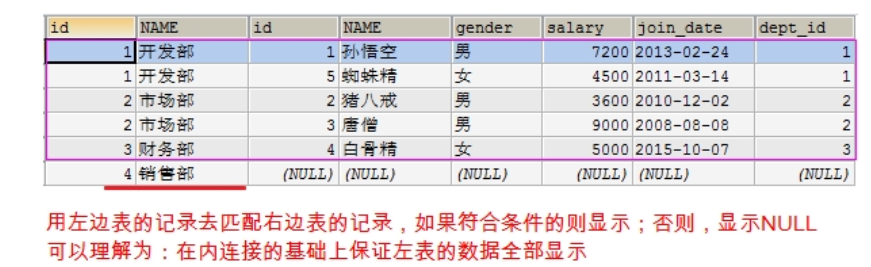 id NAME id NAME gender salary join_date dept_id
1 开发部 1 孙悟空 男 7200 2013-02-24 1
1 开发部 5 蜘蛛精 女 4500 2011-03-14 1
2 市场部 2 猪八戒 男 3600 2010-12-02 2
2 市场部 3 唐僧 男 9000 2008-08-08 2
3 财务部 4 白骨精 女 5000 2015-10-07 3
4 销售部 (NULL) (NULL) (NULL) (NULL) (NULL) (NULL)
用左边表的记录去匹配右边表的记录，如果符合条件的则显示；否则，显示NULL
可以理解为：在内连接的基础上保证左表的数据全部显示